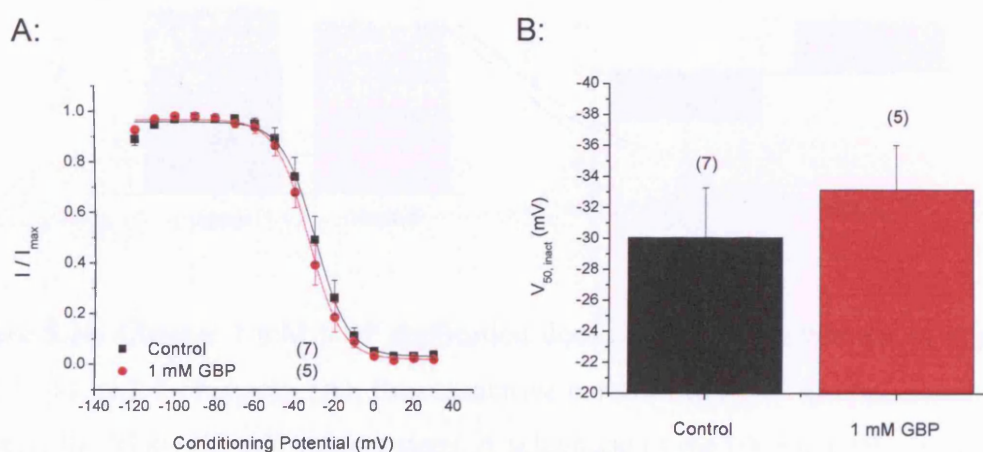 A:
1.0
0.8
0.6
0.4
0.2
0.0
I / I max
Control (7)
1 mM GBP (5)
-140 -120 -100 -80 -60 -40 -20 0 20 40
Conditioning Potential (mV)
B:
-40
-38
-36
-34
-32
-30
-28
-26
-24
-22
-20
V50, inact (mV)
(7)
(5)
Control
1 mM GBP